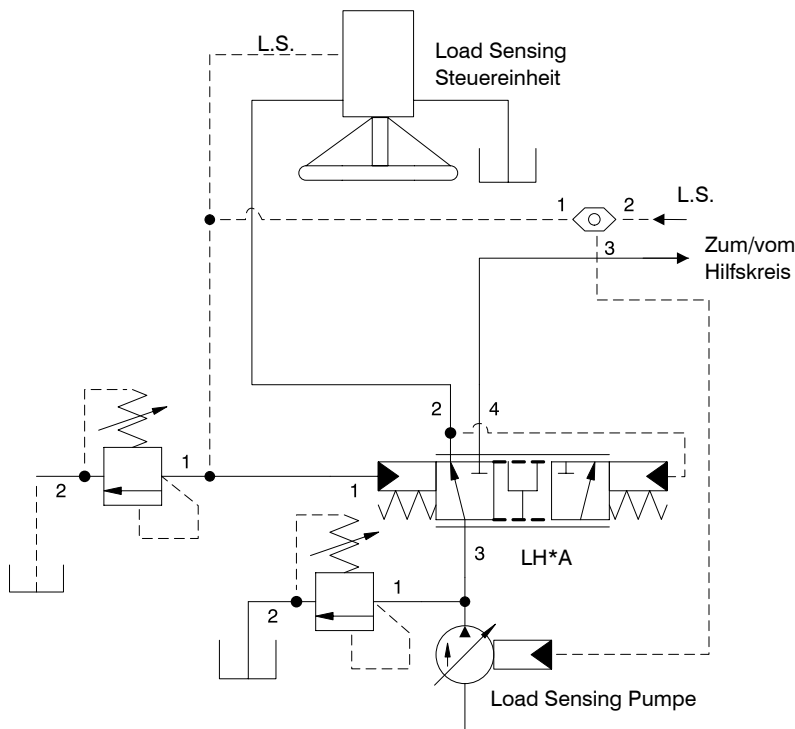 L.S.
Load Sensing
Steuereinheit
1
2
L.S.
3
Zum/vom
Hilfskreis
2
4
1
2
1
3
LH*A
1
2
Load Sensing Pumpe